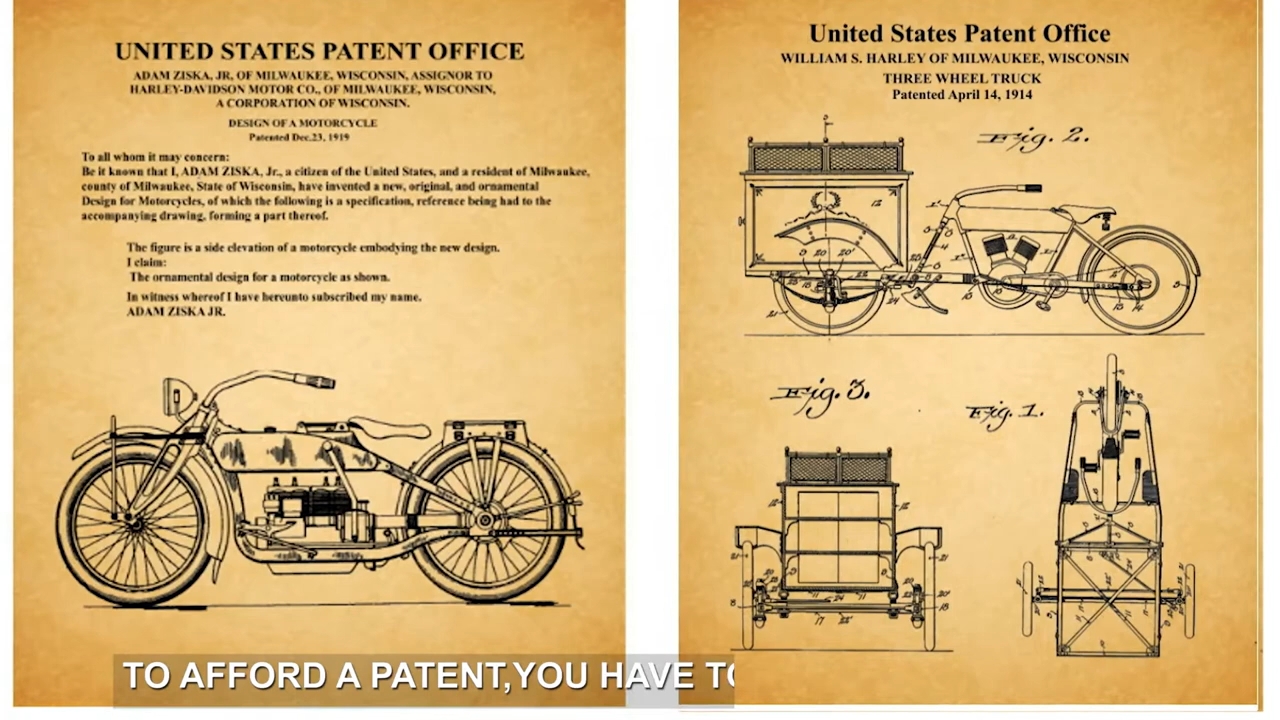 UNITED STATES PATENT OFFICE
ADAM ZISKA, JR, OF MILWAUKEE, WISCONSIN, ASSIGNOR TO
HARLEY-DAVIDSON MOTOR CO., OF MILWAUKEE, WISCONSIN,
A CORPORATION OF WISCONSIN.
DESIGN OF A MOTORCYCLE
Patented Dec.23, 1919
To all whom it may concern:
Be it known that I, ADAM ZISKA, Jr., a citizen of the United States, and a resident of Milwaukee,
county of Milwaukee, State of Wisconsin, have invented a new, original, and ornamental
Design for Motorcycles, of which the following is a specification, reference being had to the
accompanying drawing, forming a part thereof.
The figure is a side elevation of a motorcycle embodying the new design.
I claim:
The ornamental design for a motorcycle as shown.
In witness whereof I have hereunto subscribed my name.
ADAM ZISKA JR.
United States Patent Office
WILLIAM S. HARLEY OF MILWAUKEE, WISCONSIN
THREE WHEEL TRUCK
Patented April 14, 1914
Fig. 2.
Fig. 3.
Fig. 1.
TO AFFORD A PATENT,YOU HAVE TO